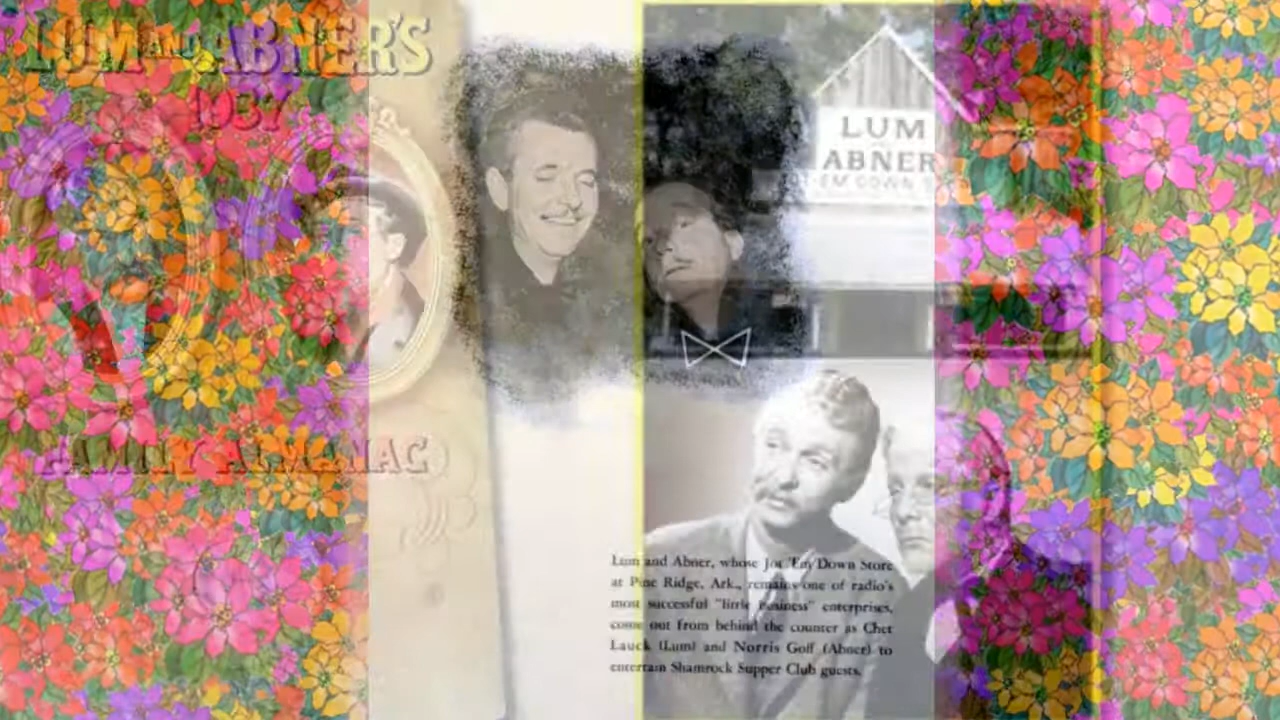 LUM AND ABNER'S
1937
FAMILY ALMANAC
LUM
ABNER
'EM DOWN
Lum and Abner, whose Jot 'Em Down Store
at Pine Ridge, Ark., remains one of radio's
most successful "little business" enterprises,
come out from behind the counter as Chet
Lauck (Lum) and Norris Goff (Abner) to
entertain Shamrock Supper Club guests.